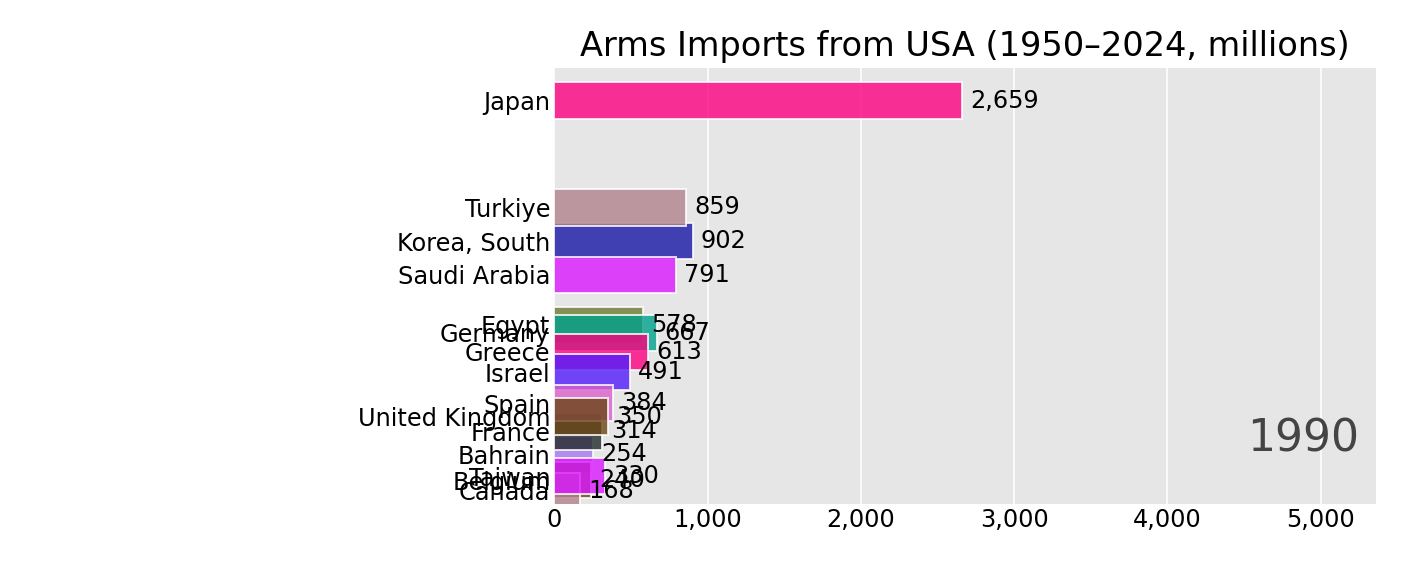 Arms Imports from USA (1950–2024, millions)
Japan 2,659
Turkiye 859
Korea, South 902
Saudi Arabia 791
Egypt 578
Germany 667
Greece 613
Israel 491
Spain 384
United Kingdom 350
France 314
Bahrain 254
Taiwan 330
Belgium 240
Canada 168
1990
0 1,000 2,000 3,000 4,000 5,000